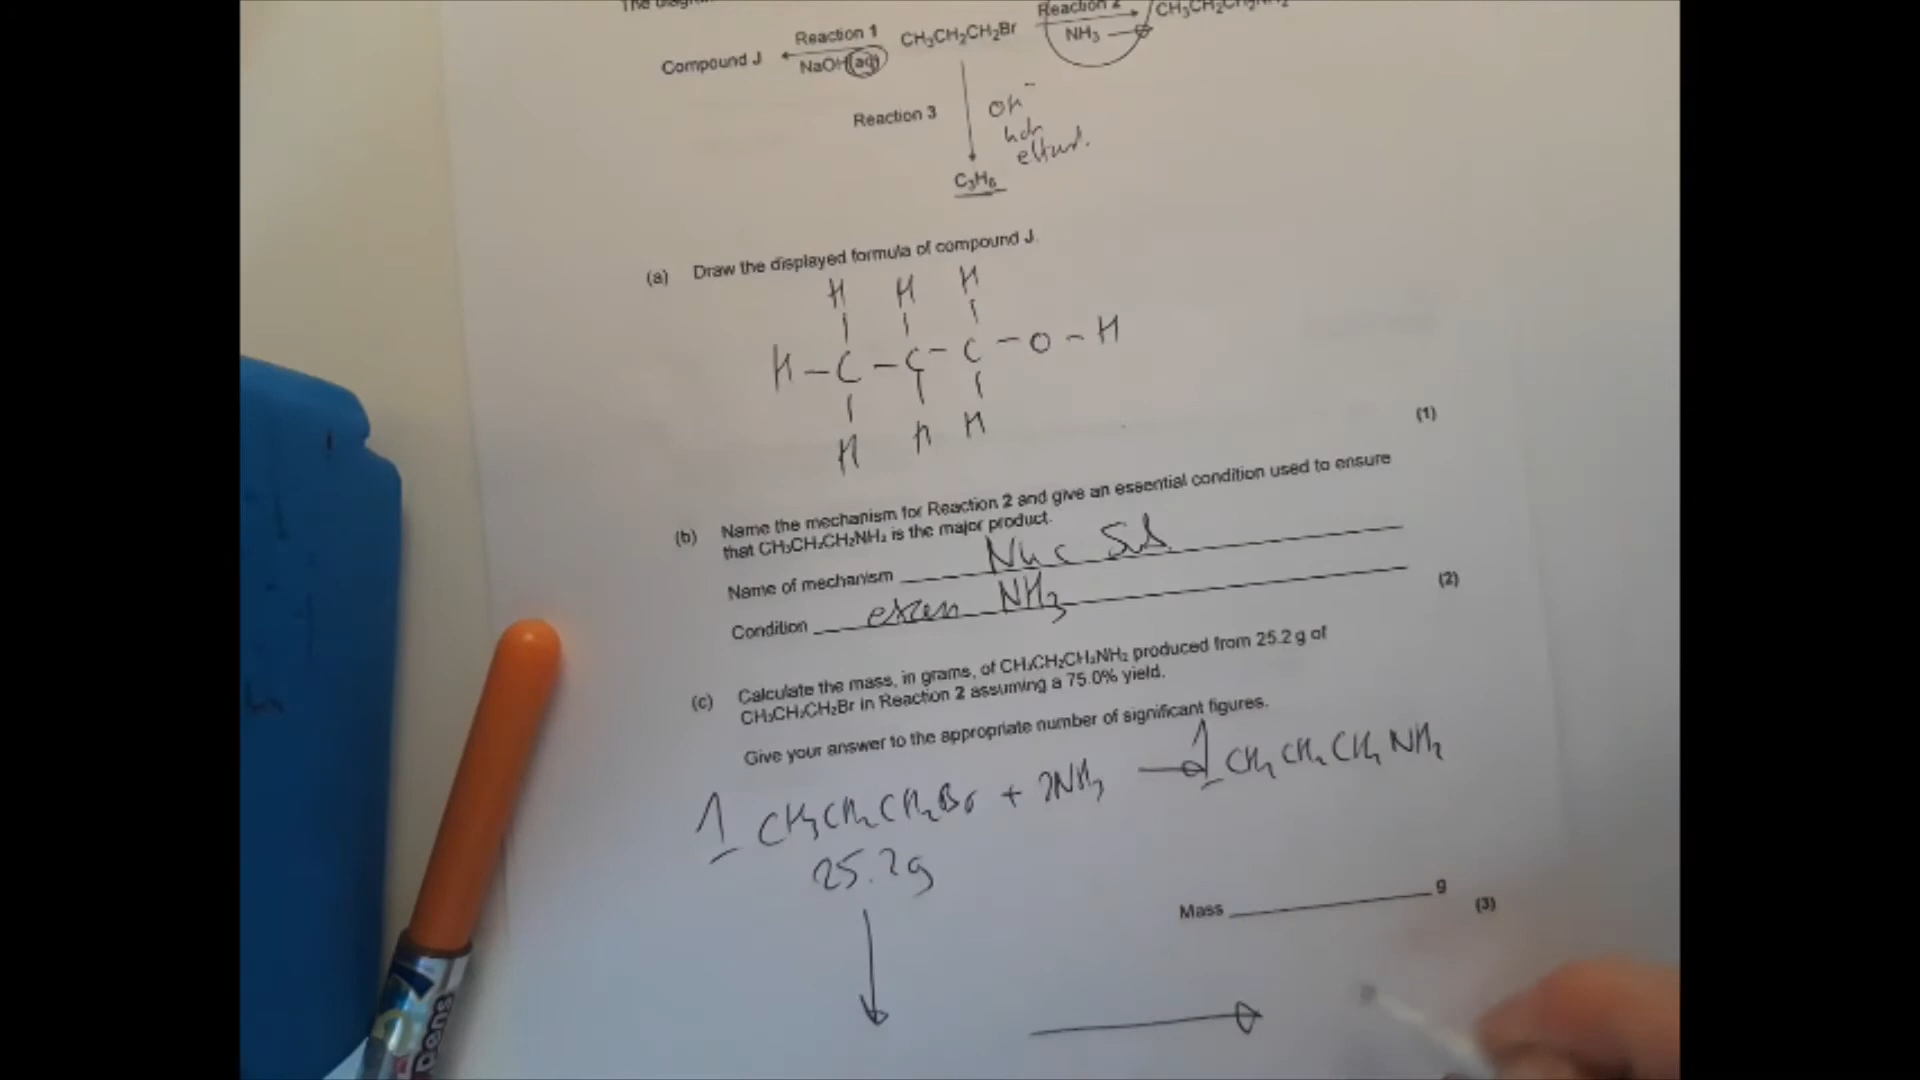 The diagram
Reaction 2
CH₃CH₂CH₂NH₂
Reaction 1
CH₃CH₂CH₂Br
NH₃
Compound J
NaOH(aq)
OH⁻
Reaction 3
C₃H₆
(a) Draw the displayed formula of compound J.
H H H
H-C-C-C-O-H
H H H
(1)
(b) Name the mechanism for Reaction 2 and give an essential condition used to ensure
that CH₃CH₂CH₂NH₂ is the major product.
Name of mechanism Nuc Sub
Condition excess NH₃
(2)
(c) Calculate the mass, in grams, of CH₃CH₂CH₂NH₂ produced from 25.2 g of
CH₃CH₂CH₂Br in Reaction 2 assuming a 75.0% yield.
Give your answer to the appropriate number of significant figures.
1 CH₃CH₂CH₂Br + 2NH₃ → 1 CH₃CH₂CH₂NH₂
25.2g
Mass g
(3)
Pens